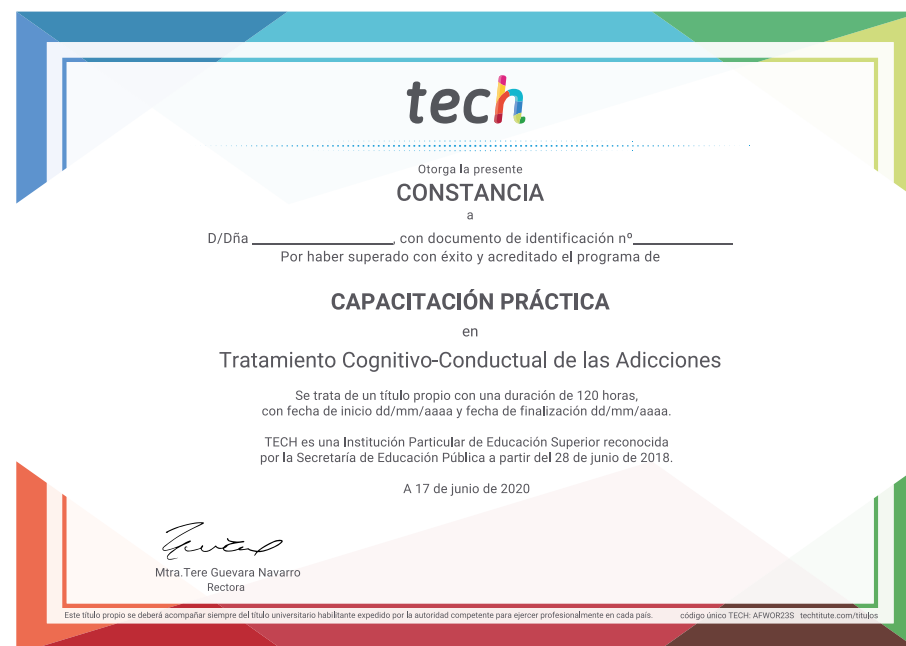 tech
Otorga la presente
CONSTANCIA
a
D/Dña ______________, con documento de identificación nº__________
Por haber superado con éxito y acreditado el programa de
CAPACITACIÓN PRÁCTICA
en
Tratamiento Cognitivo-Conductual de las Adicciones
Se trata de un título propio con una duración de 120 horas,
con fecha de inicio dd/mm/aaaa y fecha de finalización dd/mm/aaaa.
TECH es una Institución Particular de Educación Superior reconocida
por la Secretaría de Educación Pública a partir del 28 de junio de 2018.
A 17 de junio de 2020
Mtra.Tere Guevara Navarro
Rectora
Este título propio se deberá acompañar siempre del título universitario habilitante expedido por la autoridad competente para ejercer profesionalmente en cada país. código único TECH: AFWOR23S techtitute.com/titulos